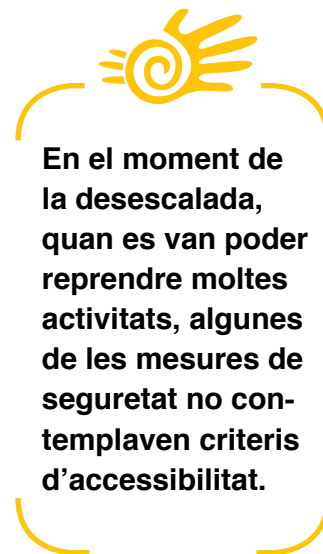 En el moment de
la desescalada,
quan es van poder
reprendre moltes
activitats, algunes
de les mesures de
seguretat no con-
templaven criteris
d’accessibilitat.